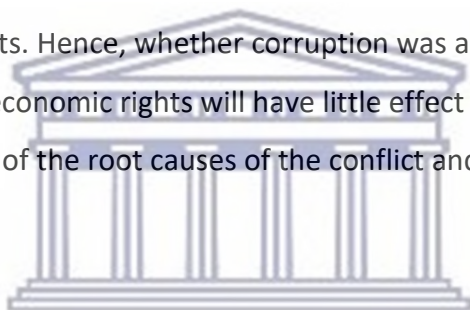 ts. Hence, whether corruption was a
economic rights will have little effect
of the root causes of the conflict and